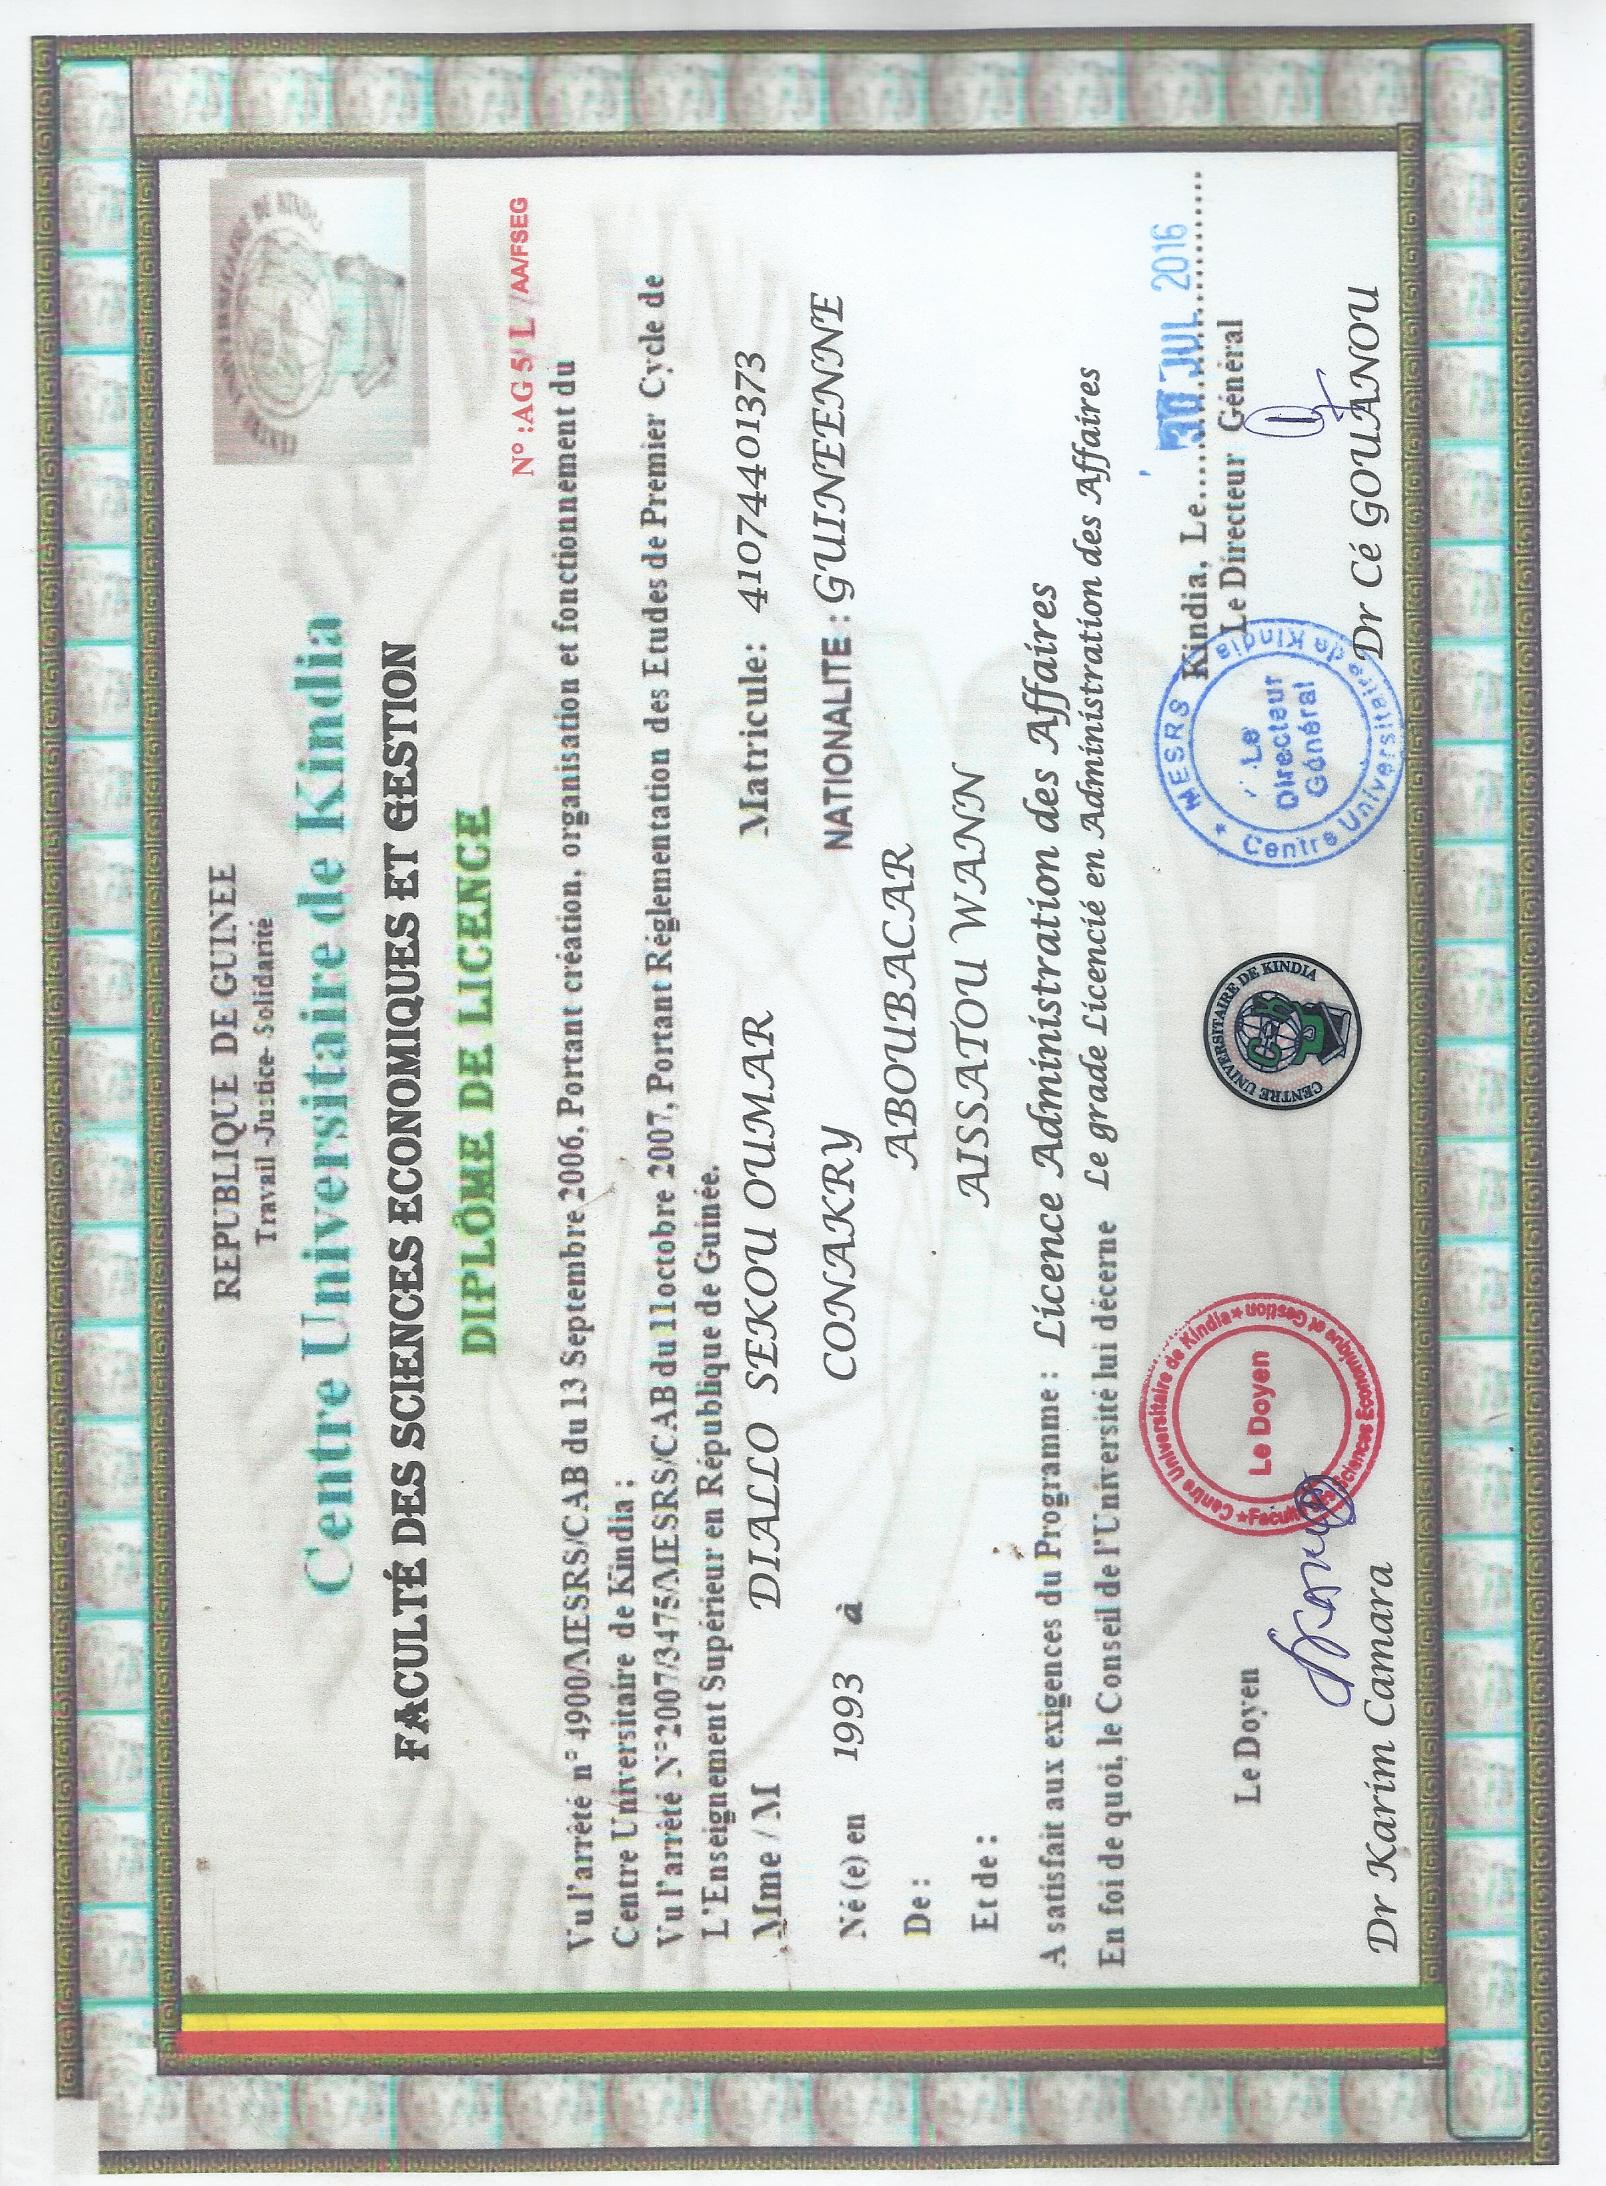 REPUBLIQUE DE GUINEE
Travail -Justice- Solidarité
Centre Universitaire de Kindia
CENTRE UNIVERSITAIRE DE KINDIA
FACULTÉ DES SCIENCES ECONOMIQUES ET GESTION
DIPLÔME DE LICENCE
N° :AG 5 L /AA/FSEG
Vu l'arrêté n° 4900/MESRS/CAB du 13 Septembre 2006, Portant création, organisation et fonctionnement du
Centre Universitaire de Kindia ;
Vu l'arrêté N°2007/3475/MESRS/CAB du 11octobre 2007, Portant Réglementation des Etudes de Premier Cycle de
L'Enseignement Supérieur en République de Guinée.
Mme / M DIALLO SEKOU OUMAR Matricule: 41074401373
Né (e) en 1993 à CONAKRY NATIONALITE : GUINEENNE
De : ABOUBACAR
Et de : AISSATOU WANN
A satisfait aux exigences du Programme : Licence Administration des Affaires
En foi de quoi, le Conseil de l'Université lui décerne Le grade Licencié en Administration des Affaires
Kindia, Le 30 JUL 2016
Le Doyen
Centre Universitaire de Kindia
Le Doyen
Sciences Economique et Gestion
CENTRE UNIVERSITAIRE DE KINDIA
MESRS
Le
Directeur
Général
Centre Universitaire de Kindia
Le Directeur Général
Dr Karim Camara
Dr Cé GOUANOU